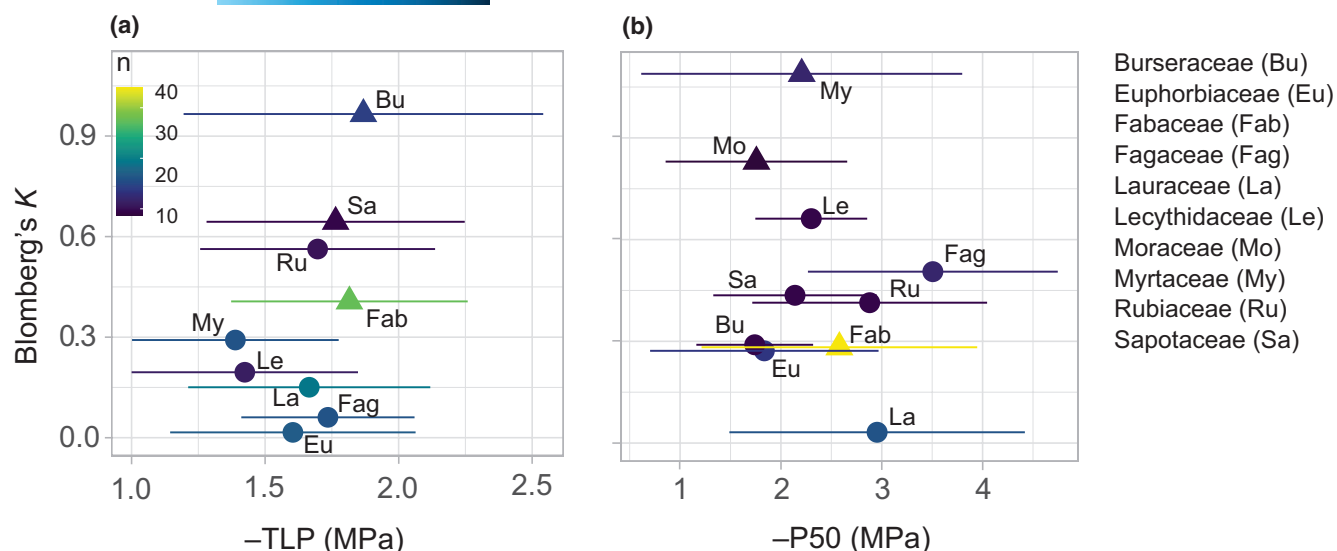 (a)
(b)
n
40
30
20
10
Bu
Sa
Ru
Fab
My
Le
La
Fag
Eu
My
Mo
Le
Fag
Sa
Ru
Bu
Fab
Eu
La
Blomberg's K
0.9
0.6
0.3
0.0
1.0 1.5 2.0 2.5
1 2 3 4
–TLP (MPa)
–P50 (MPa)
Burseraceae (Bu)
Euphorbiaceae (Eu)
Fabaceae (Fab)
Fagaceae (Fag)
Lauraceae (La)
Lecythidaceae (Le)
Moraceae (Mo)
Myrtaceae (My)
Rubiaceae (Ru)
Sapotaceae (Sa)